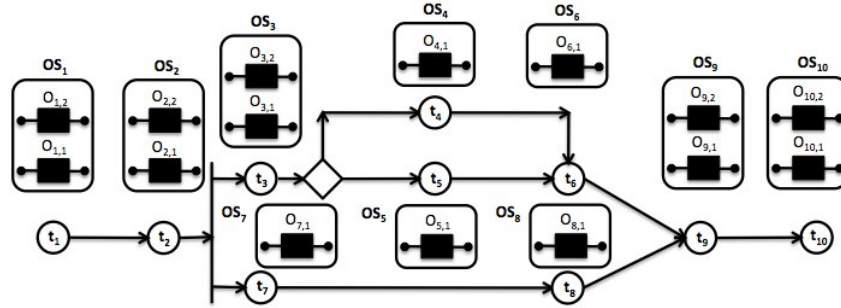 OS4
OS6
OS3
OS1
OS2
OS9
OS10
O4,1
O6,1
O3,2
O3,1
O1,2
O2,2
O9,2
O10,2
O1,1
O2,1
O9,1
O10,1
t4
t3
t5
t6
OS7
O7,1
OS5
O5,1
OS8
O8,1
t1
t2
t9
t10
t7
t8